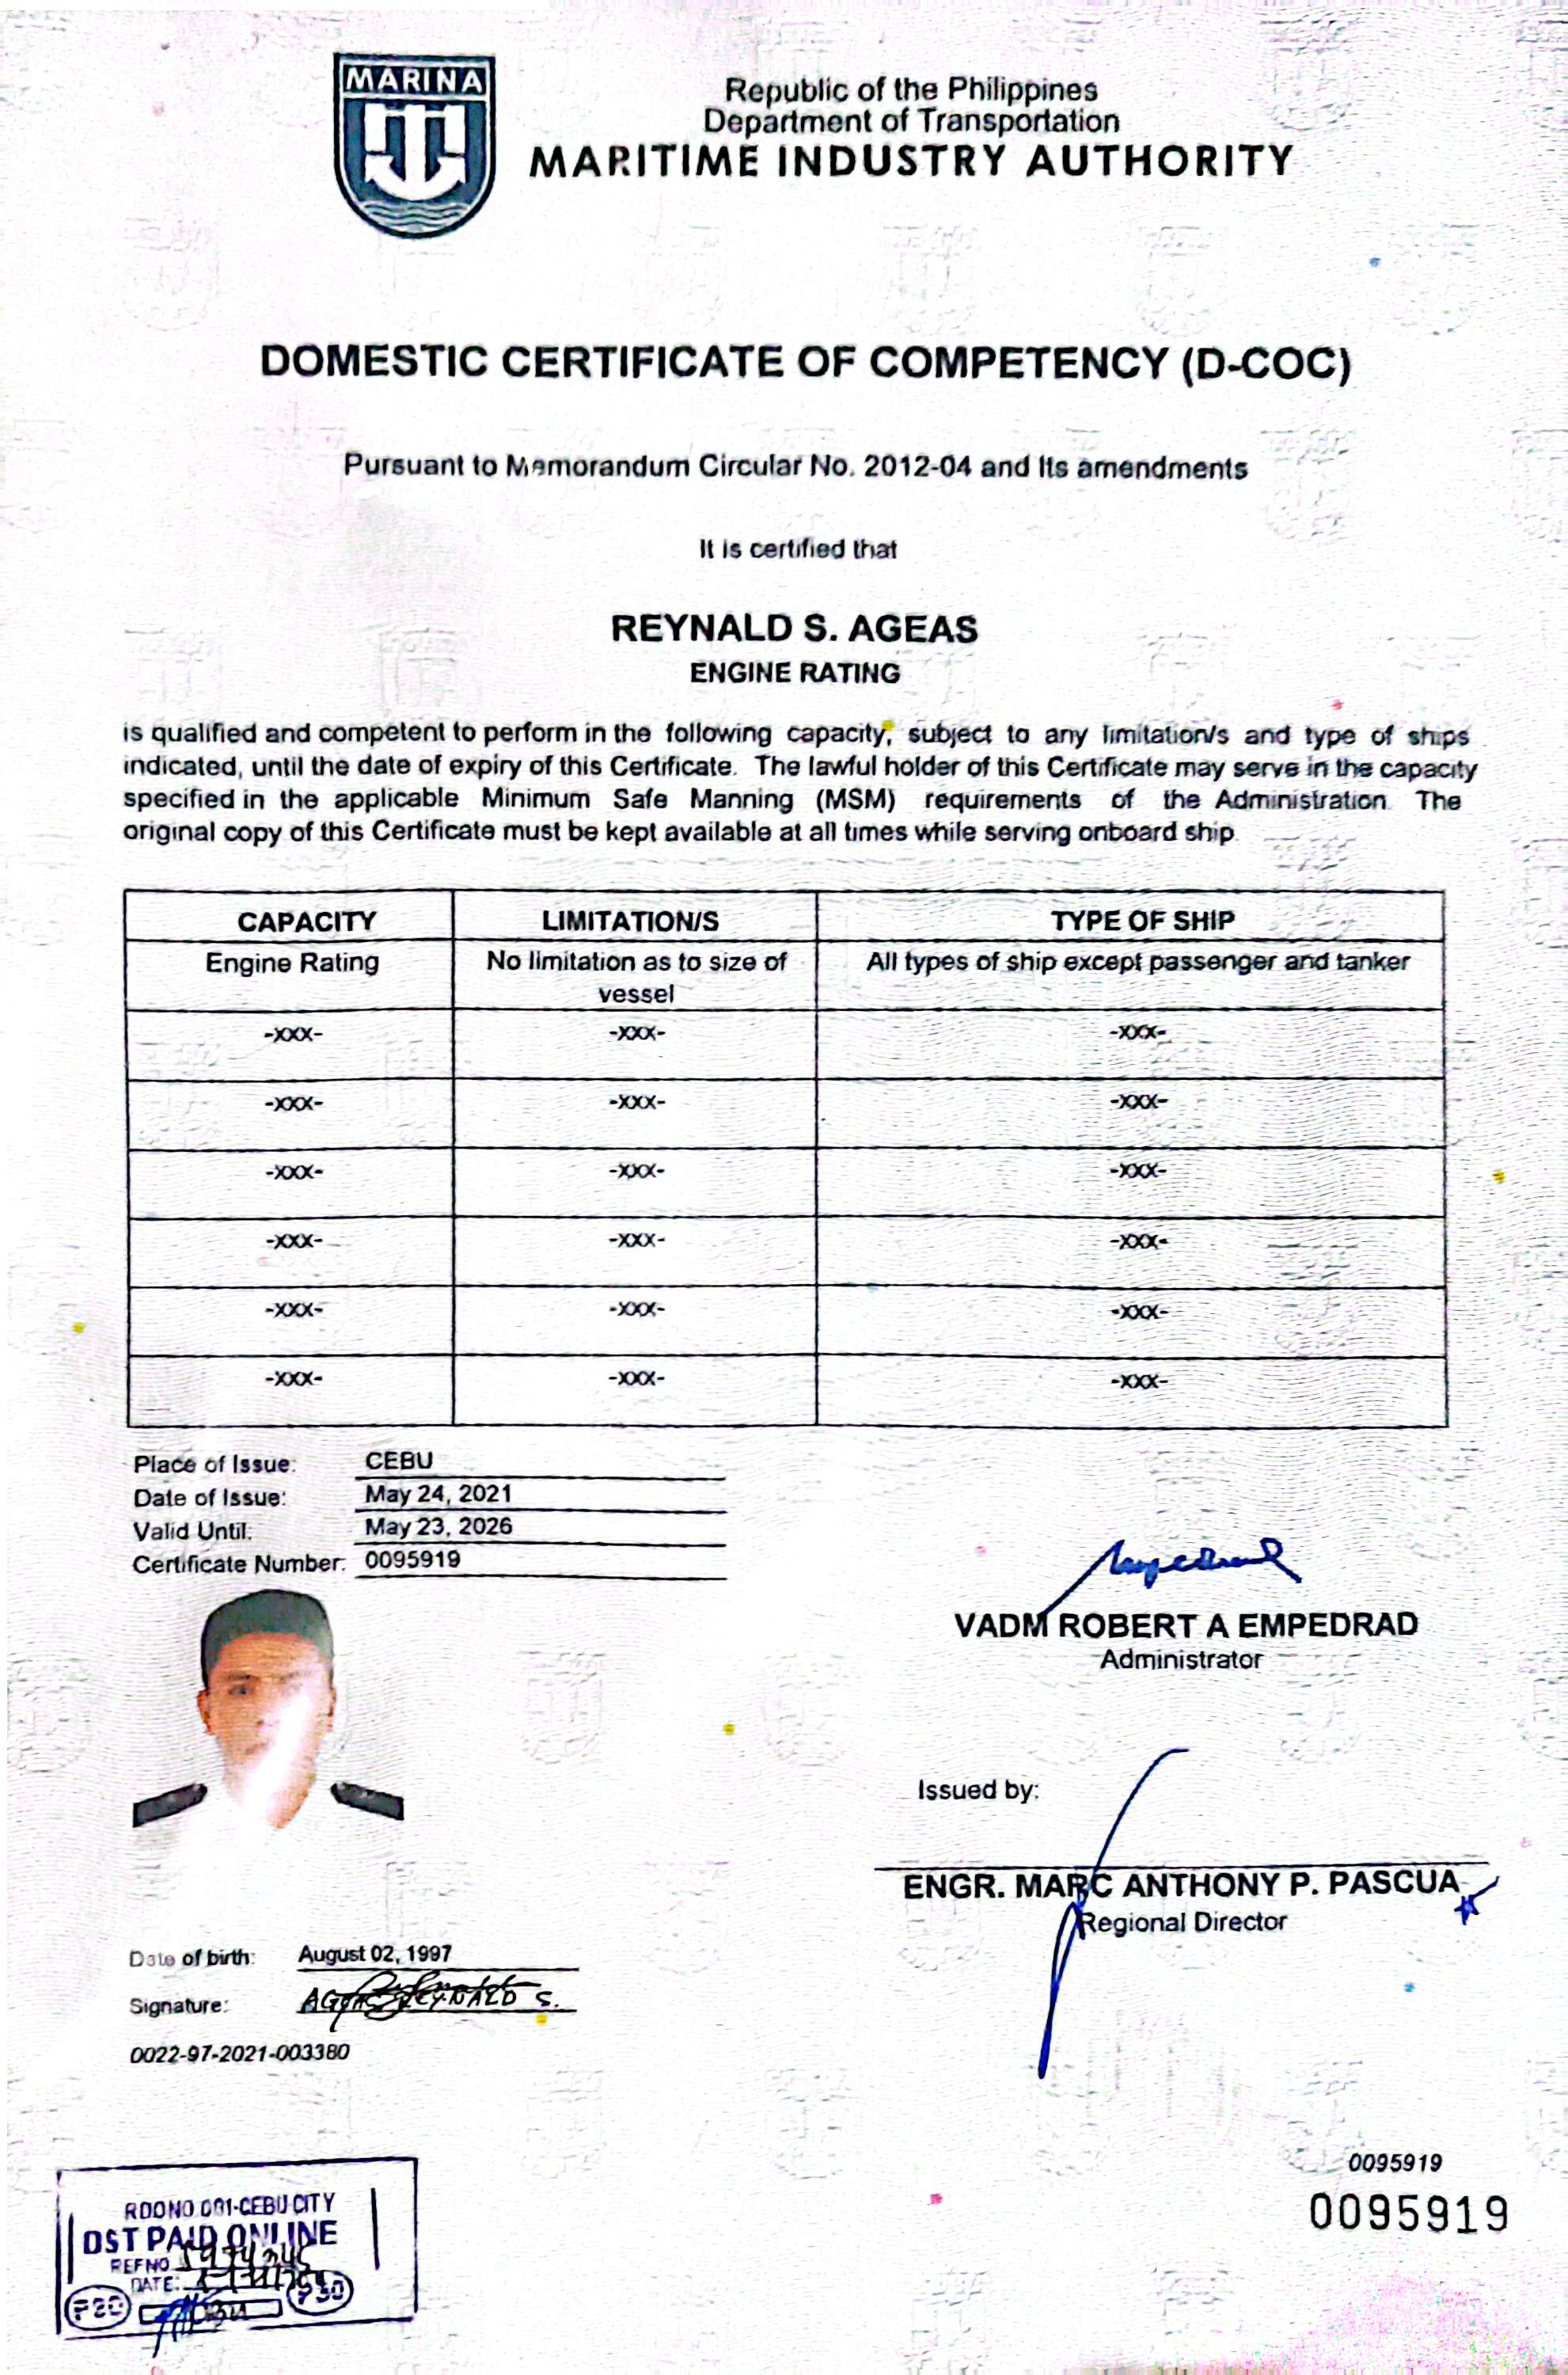 MARINA
Republic of the Philippines
Department of Transportation
MARITIME INDUSTRY AUTHORITY
DOMESTIC CERTIFICATE OF COMPETENCY (D-COC)
Pursuant to Memorandum Circular No. 2012-04 and Its amendments
It is certified that
REYNALD S. AGEAS
ENGINE RATING
is qualified and competent to perform in the following capacity, subject to any limitation/s and type of ships
indicated, until the date of expiry of this Certificate. The lawful holder of this Certificate may serve in the capacity
specified in the applicable Minimum Safe Manning (MSM) requirements of the Administration. The
original copy of this Certificate must be kept available at all times while serving onboard ship.
CAPACITY LIMITATION/S TYPE OF SHIP
Engine Rating No limitation as to size of vessel All types of ship except passenger and tanker
-XXX- -XXX- -XXX-
-XXX- -XXX- -XXX-
-XXX- -XXX- -XXX-
-XXX- -XXX- -XXX-
-XXX- -XXX- -XXX-
-XXX- -XXX- -XXX-
Place of Issue: CEBU
Date of Issue: May 24, 2021
Valid Until: May 23, 2026
Certificate Number: 0095919
VADM ROBERT A EMPEDRAD
Administrator
Issued by:
ENGR. MARC ANTHONY P. PASCUA
Regional Director
Date of birth: August 02, 1997
Signature: AGEAS REYNALD S.
0022-97-2021-003380
0095919
0095919
RDO NO. 081-CEBU CITY
DST PAID ONLINE
REF NO
DATE:
₱30